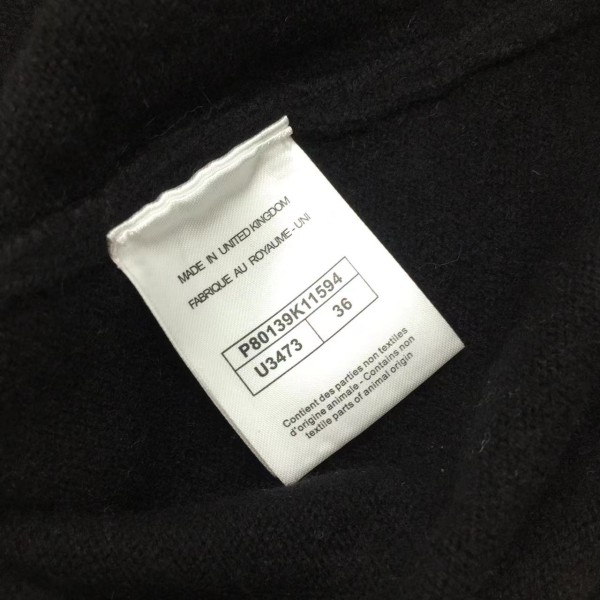 MADE IN UNITED KINGDOM
FABRIQUE AU ROYAUME-UNI
P80139K11594
U3473 36
Contient des parties non textiles
d'origine animale - Contains non
textile parts of animal origin